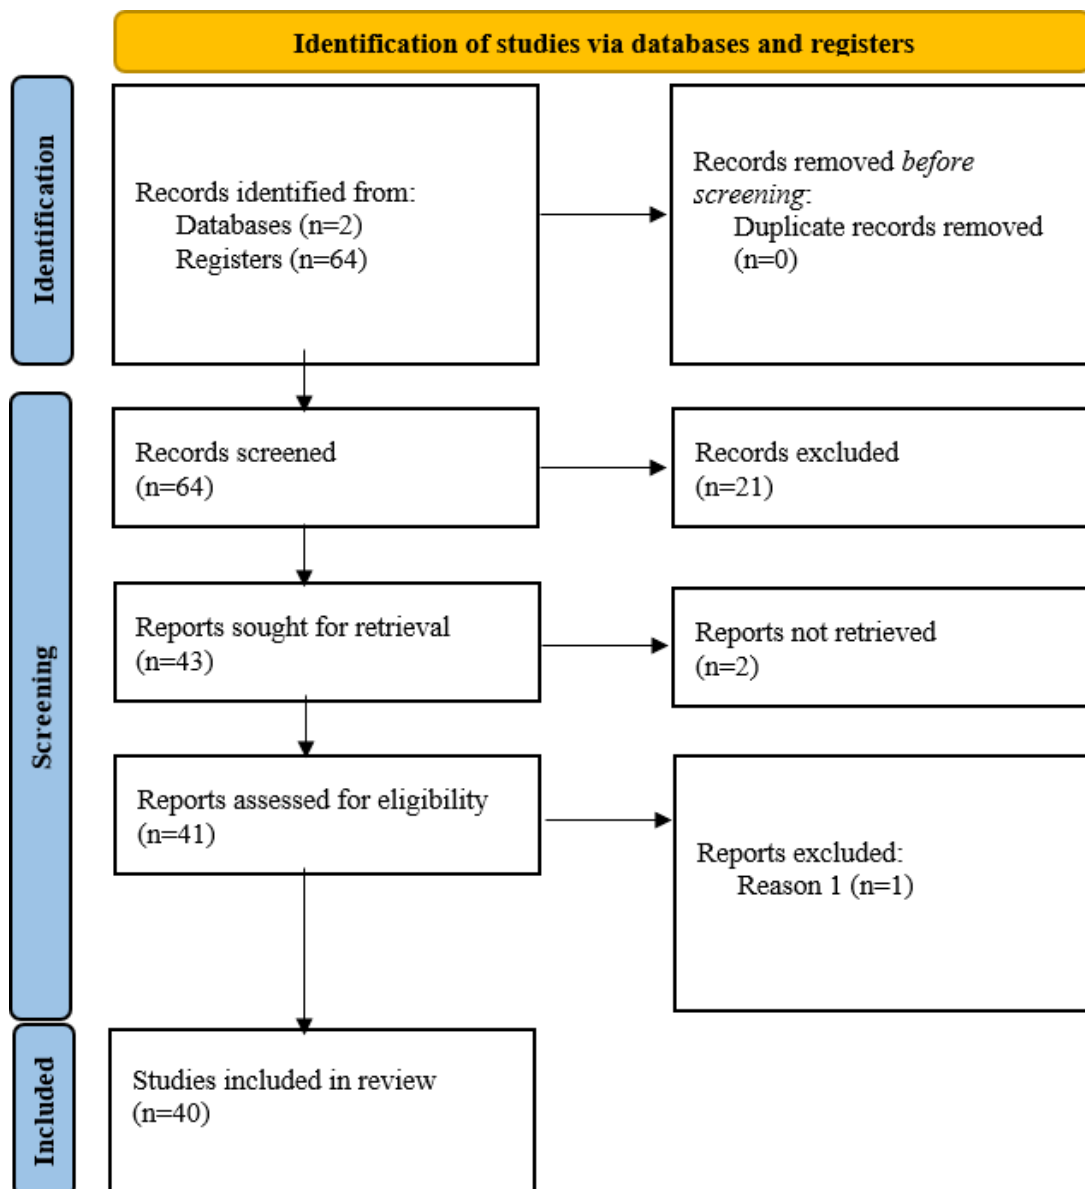 Identification of studies via databases and registers
Identification
Records identified from:
Databases (n=2)
Registers (n=64)
Records removed before
screening:
Duplicate records removed
(n=0)
Screening
Records screened
(n=64)
Records excluded
(n=21)
Reports sought for retrieval
(n=43)
Reports not retrieved
(n=2)
Reports assessed for eligibility
(n=41)
Reports excluded:
Reason 1 (n=1)
Included
Studies included in review
(n=40)